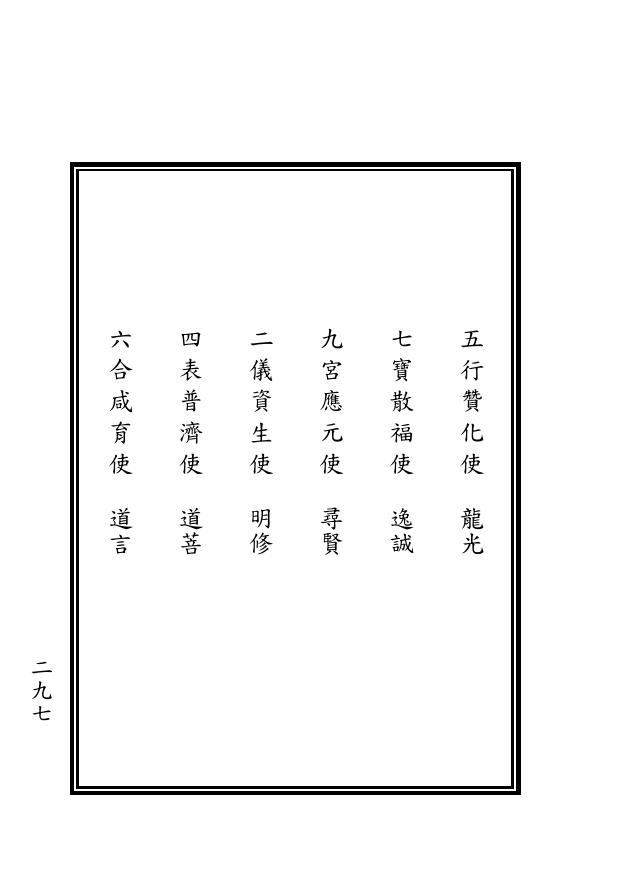 五行贊化使　龍光
七寶散福使　逸誠
九宮應元使　尋賢
二儀資生使　明修
四表普濟使　道菩
六合咸育使　道言
二九七